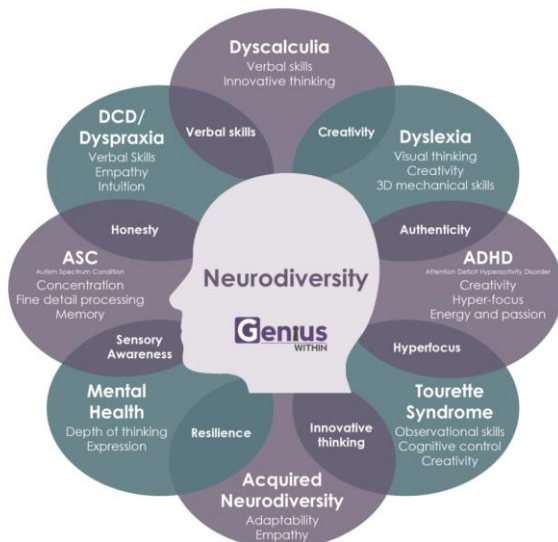 Dyscalculia
Verbal skills
Innovative thinking
Verbal skills
Creativity
DCD/
Dyspraxia
Verbal Skills
Empathy
Intuition
Dyslexia
Visual thinking
Creativity
3D mechanical skills
Honesty
Authenticity
ASC
Autism Spectrum Condition
Concentration
Fine detail processing
Memory
Neurodiversity
Genius
WITHIN
ADHD
Attention Deficit Hyperactivity Disorder
Creativity
Hyper-focus
Energy and passion
Sensory
Awareness
Hyperfocus
Mental
Health
Depth of thinking
Expression
Resilience
Innovative
thinking
Tourette
Syndrome
Observational skills
Cognitive control
Creativity
Acquired
Neurodiversity
Adaptability
Empathy